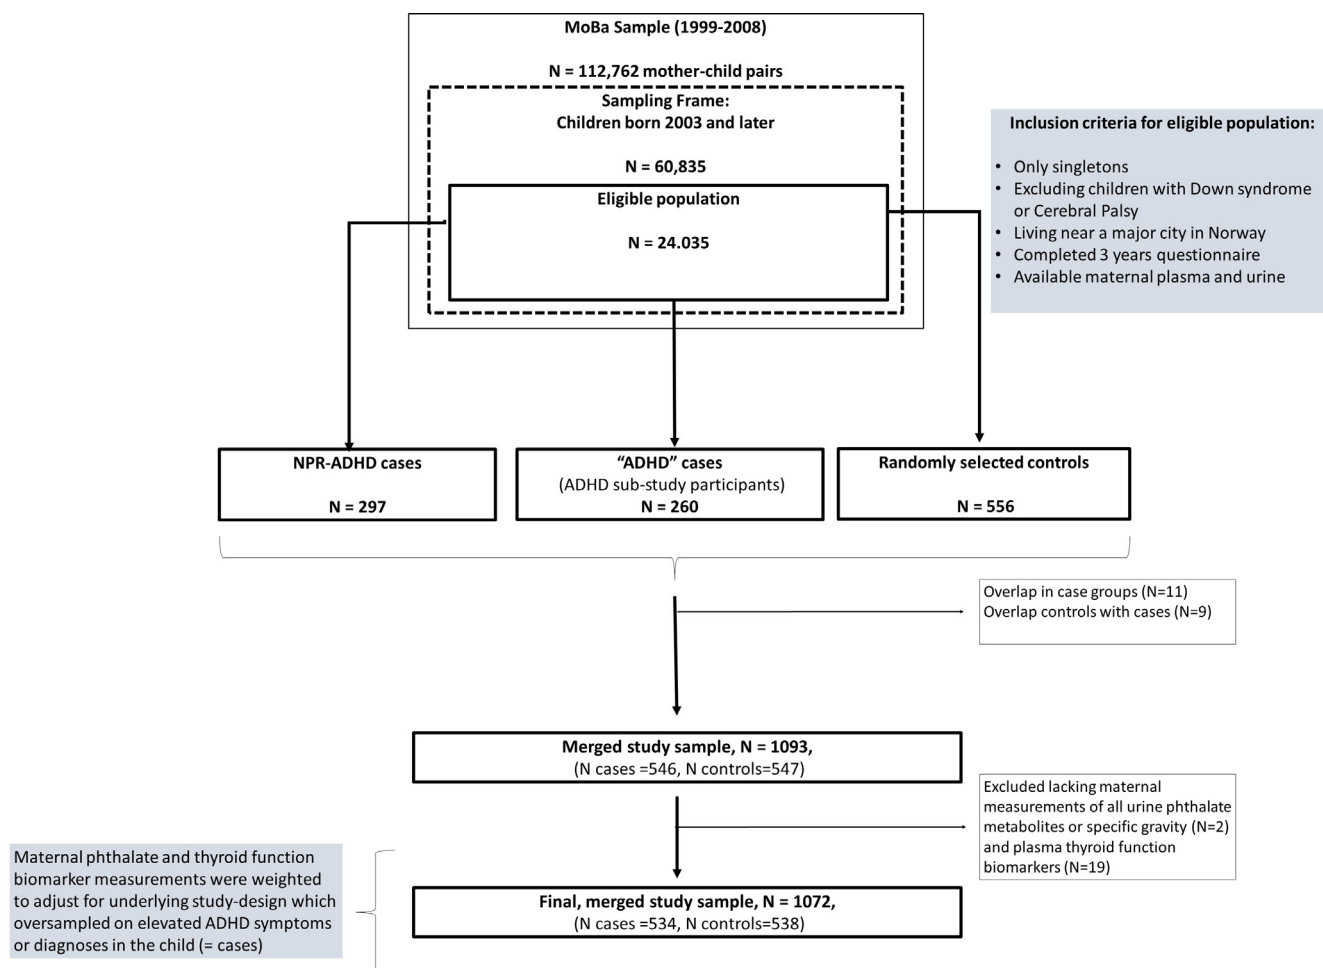 MoBa Sample (1999-2008)
N = 112,762 mother-child pairs
Sampling Frame:
Children born 2003 and later
N = 60,835
Eligible population
N = 24.035
Inclusion criteria for eligible population:
• Only singletons
• Excluding children with Down syndrome
or Cerebral Palsy
• Living near a major city in Norway
• Completed 3 years questionnaire
• Available maternal plasma and urine
NPR-ADHD cases
N = 297
“ADHD” cases
(ADHD sub-study participants)
N = 260
Randomly selected controls
N = 556
Overlap in case groups (N=11)
Overlap controls with cases (N=9)
Merged study sample, N = 1093,
(N cases =546, N controls=547)
Excluded lacking maternal
measurements of all urine phthalate
metabolites or specific gravity (N=2)
and plasma thyroid function
biomarkers (N=19)
Maternal phthalate and thyroid function
biomarker measurements were weighted
to adjust for underlying study-design which
oversampled on elevated ADHD symptoms
or diagnoses in the child (= cases)
Final, merged study sample, N = 1072,
(N cases =534, N controls=538)